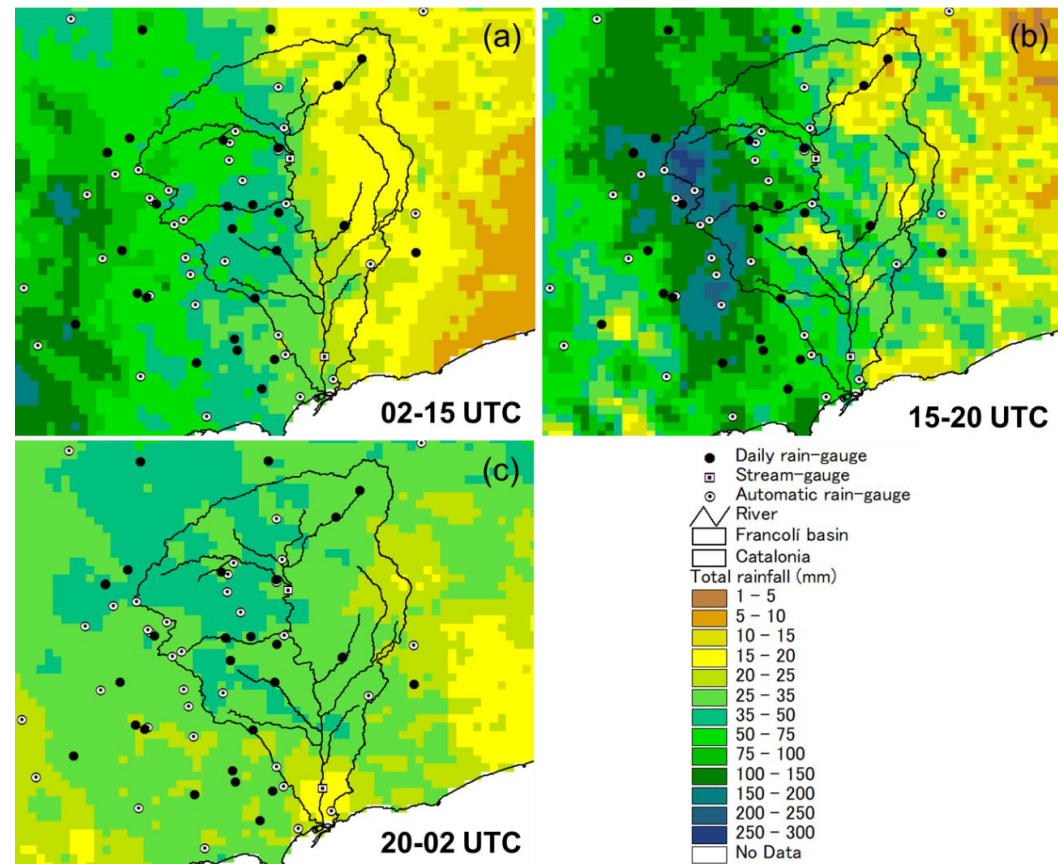 (a)
02-15 UTC
(b)
15-20 UTC
(c)
20-02 UTC
Daily rain-gauge
Stream-gauge
Automatic rain-gauge
River
Francolí basin
Catalonia
Total rainfall (mm)
1 - 5
5 - 10
10 - 15
15 - 20
20 - 25
25 - 35
35 - 50
50 - 75
75 - 100
100 - 150
150 - 200
200 - 250
250 - 300
No Data